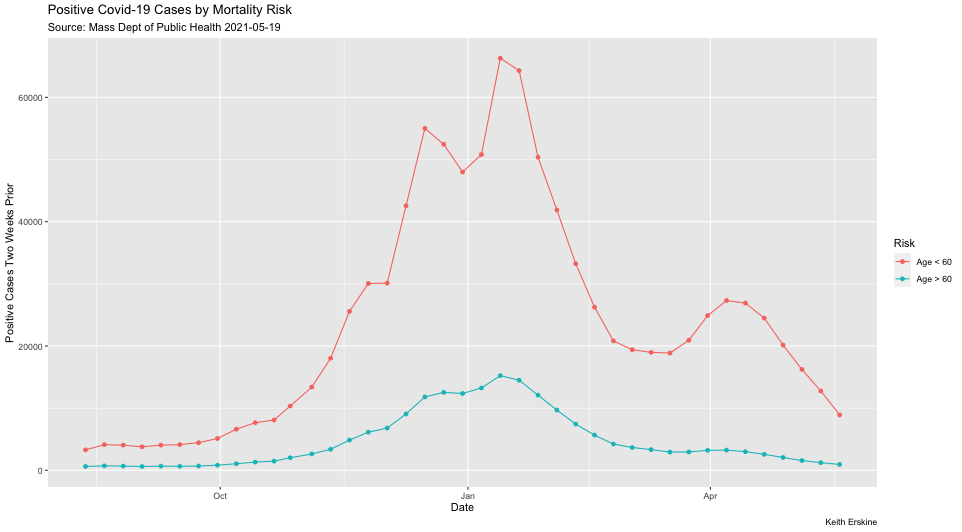 Positive Covid-19 Cases by Mortality Risk
Source: Mass Dept of Public Health 2021-05-19
Positive Cases Two Weeks Prior
60000
40000
20000
0
Oct
Jan
Apr
Date
Risk
Age < 60
Age > 60
Keith Erskine